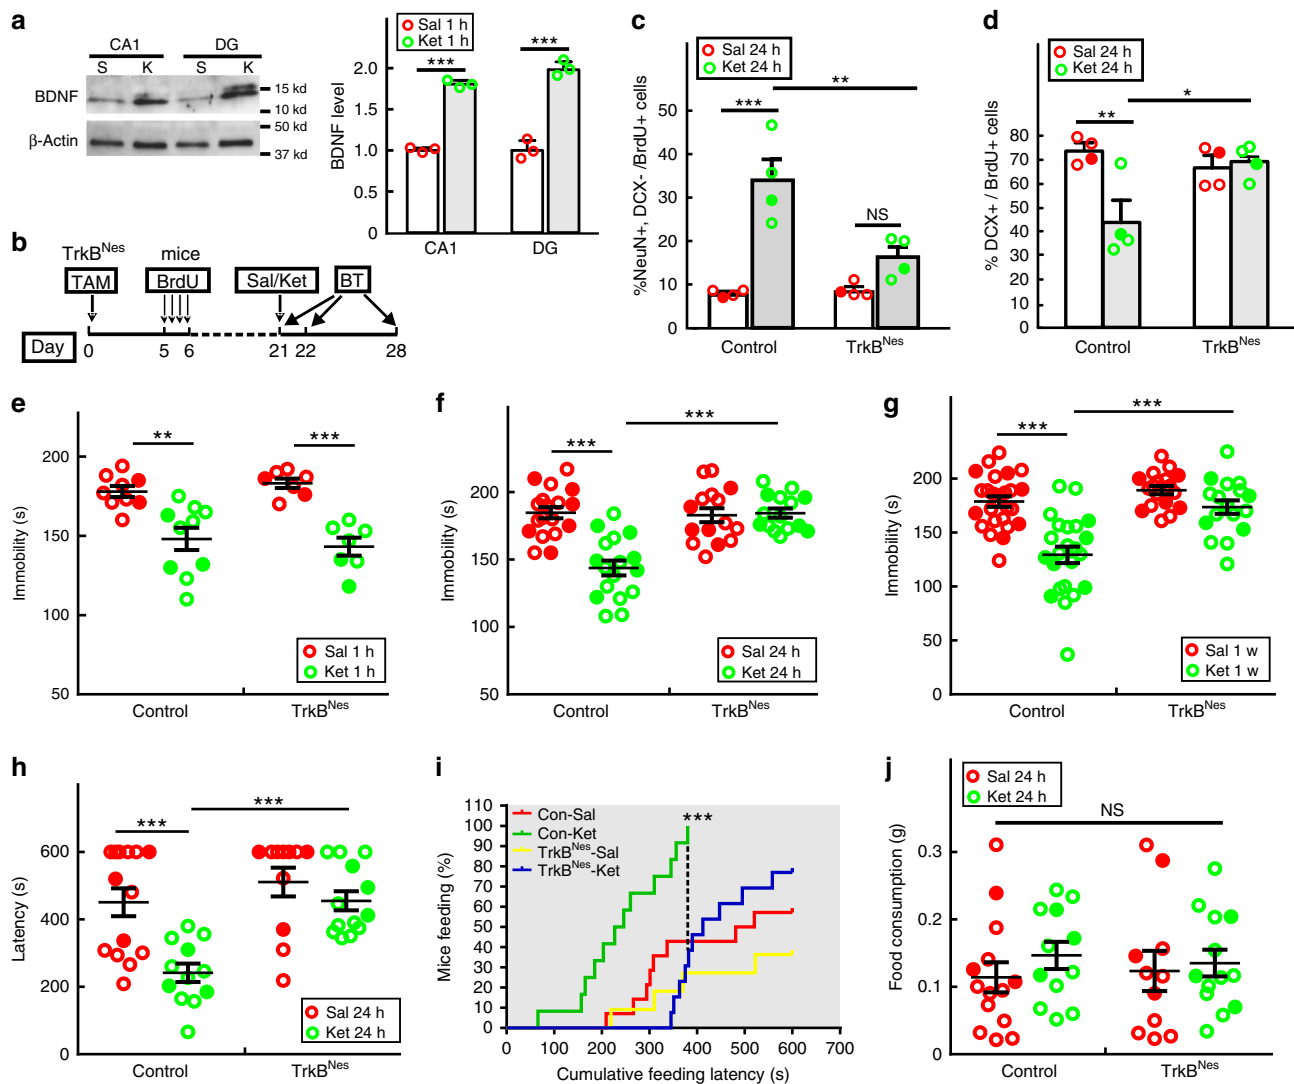 a
CA1 DG
S K S K
BDNF
15 kd
10 kd
50 kd
β-Actin
37 kd
Sal 1 h
Ket 1 h
BDNF level
2.0
1.5
1.0
0.5
0
*** ***
CA1 DG
b
TrkB^Nes mice
TAM BrdU Sal/Ket BT
Day 0 5 6 21 22 28
c
Sal 24 h
Ket 24 h
%NeuN+, DCX- /BrdU+ cells
50
40
30
20
10
0
**
***
NS
Control TrkB^Nes
d
Sal 24 h
Ket 24 h
% DCX+ / BrdU+ cells
80
70
60
50
40
30
20
10
0
*
**
Control TrkB^Nes
e
Immobility (s)
200
150
100
50
** ***
Sal 1 h
Ket 1 h
Control TrkB^Nes
f
Immobility (s)
200
150
100
50
***
***
Sal 24 h
Ket 24 h
Control TrkB^Nes
g
Immobility (s)
200
150
100
50
0
***
***
Sal 1 w
Ket 1 w
Control TrkB^Nes
h
Latency (s)
600
400
200
0
***
***
Sal 24 h
Ket 24 h
Control TrkB^Nes
i
Mice feeding (%)
110
100
90
80
70
60
50
40
30
20
10
0
Con-Sal
Con-Ket
TrkB^Nes-Sal
TrkB^Nes-Ket
***
0 100 200 300 400 500 600 700
Cumulative feeding latency (s)
j
Sal 24 h
Ket 24 h
Food consumption (g)
0.3
0.2
0.1
0
NS
Control TrkB^Nes